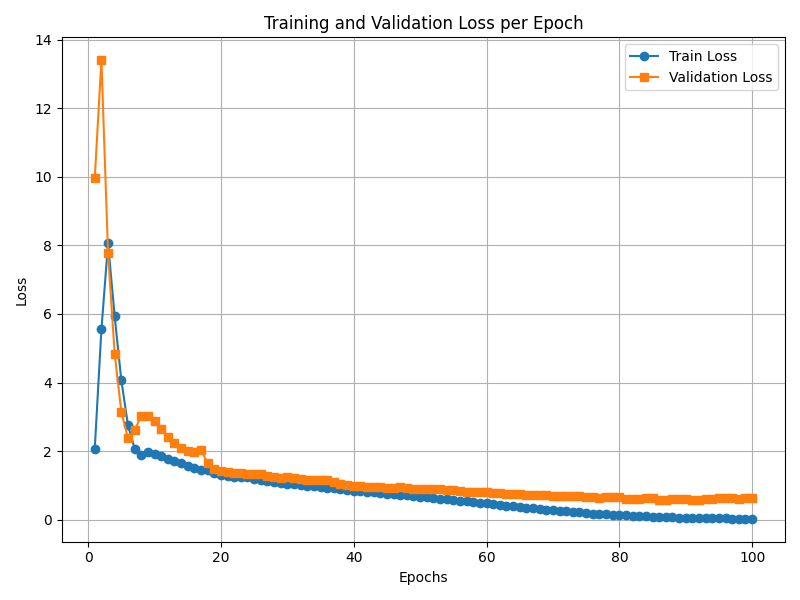 Training and Validation Loss per Epoch
Train Loss
Validation Loss
14
12
10
8
6
4
2
0
Loss
0 20 40 60 80 100
Epochs